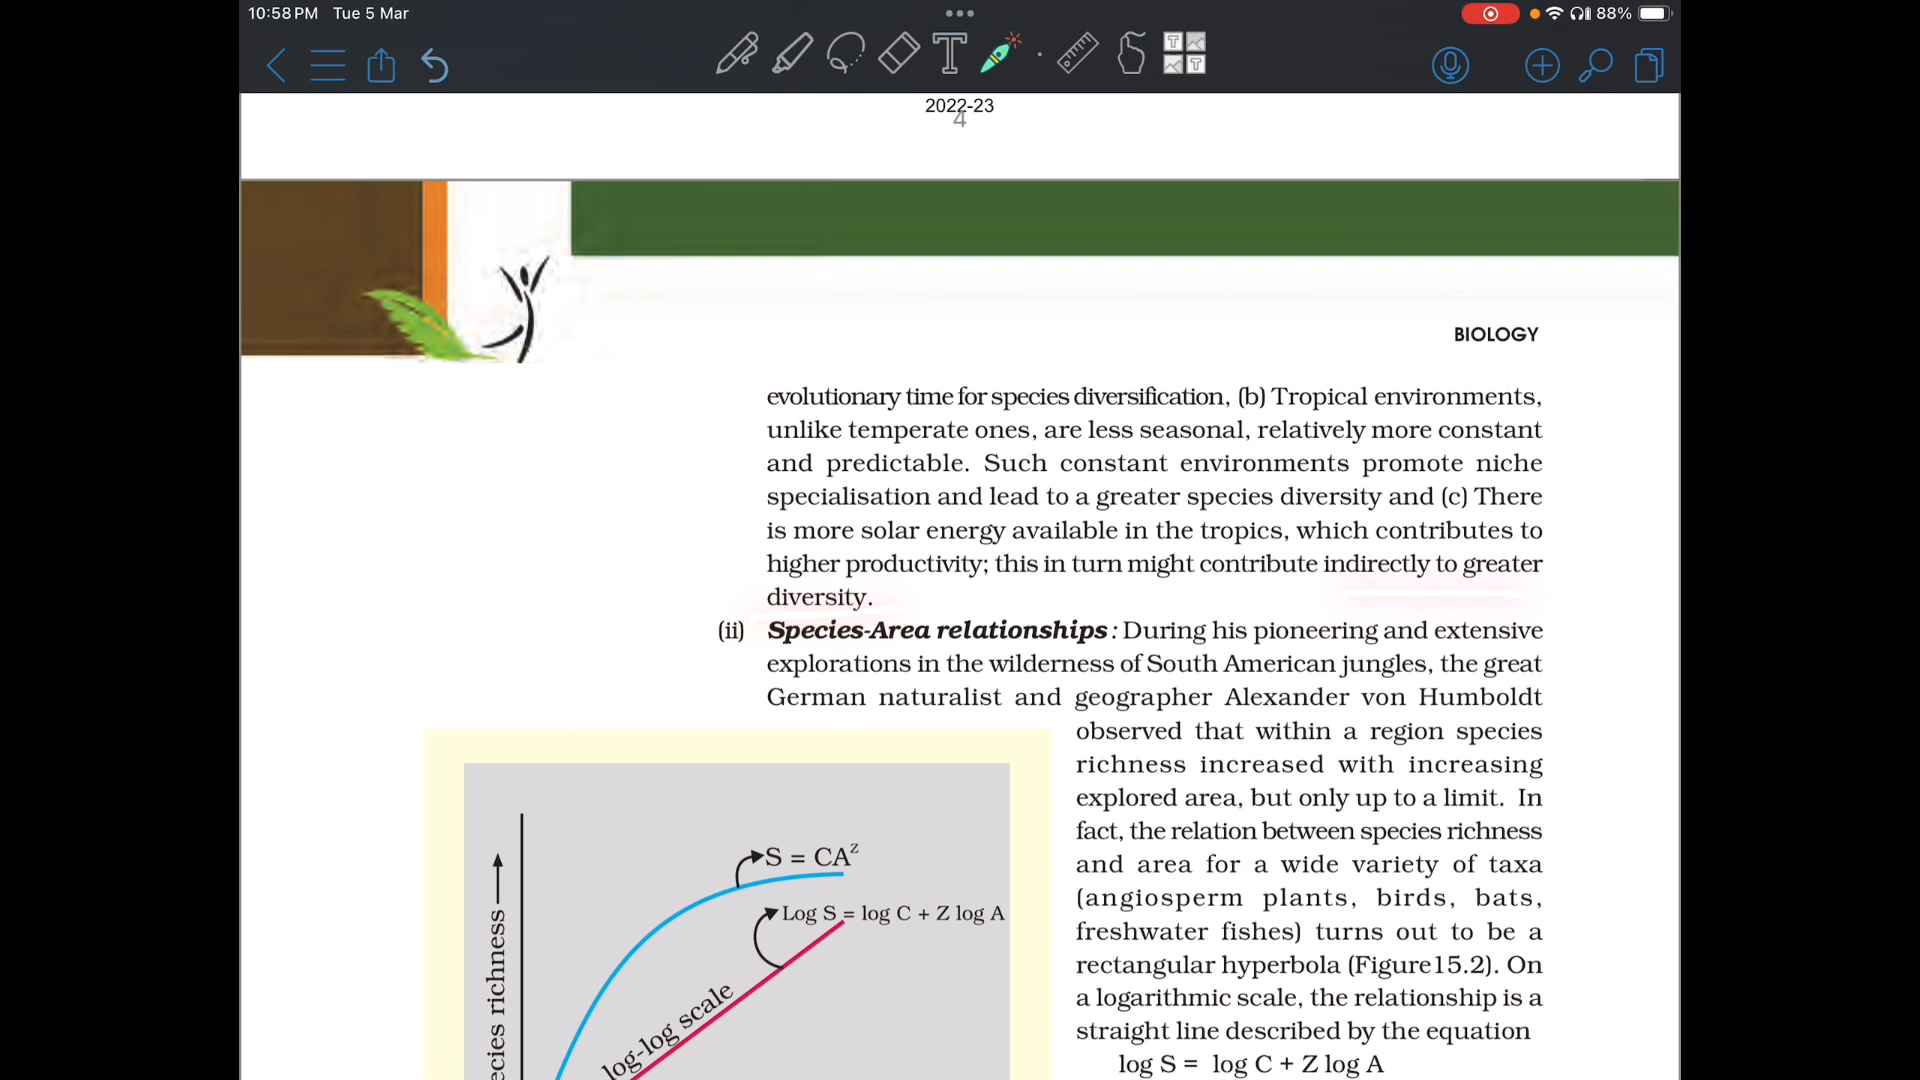 10:58 PM Tue 5 Mar
88%
2022-23
4
BIOLOGY
evolutionary time for species diversification, (b) Tropical environments,
unlike temperate ones, are less seasonal, relatively more constant
and predictable. Such constant environments promote niche
specialisation and lead to a greater species diversity and (c) There
is more solar energy available in the tropics, which contributes to
higher productivity; this in turn might contribute indirectly to greater
diversity.
(ii) Species-Area relationships : During his pioneering and extensive
explorations in the wilderness of South American jungles, the great
German naturalist and geographer Alexander von Humboldt
observed that within a region species
richness increased with increasing
explored area, but only up to a limit. In
fact, the relation between species richness
and area for a wide variety of taxa
(angiosperm plants, birds, bats,
freshwater fishes) turns out to be a
rectangular hyperbola (Figure15.2). On
a logarithmic scale, the relationship is a
straight line described by the equation
log S = log C + Z log A
S = CAᶻ
Log S = log C + Z log A
log-log scale
ecies richness